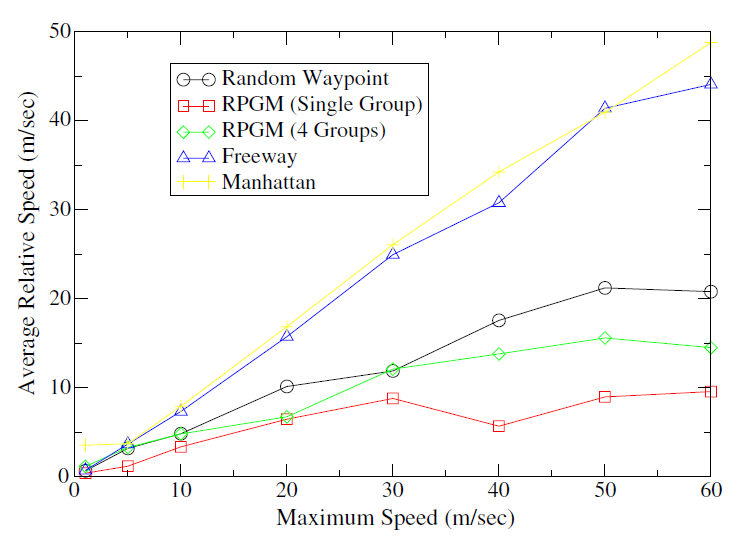 50
40
30
20
10
0
Average Relative Speed (m/sec)
Random Waypoint
RPGM (Single Group)
RPGM (4 Groups)
Freeway
Manhattan
0 10 20 30 40 50 60
Maximum Speed (m/sec)